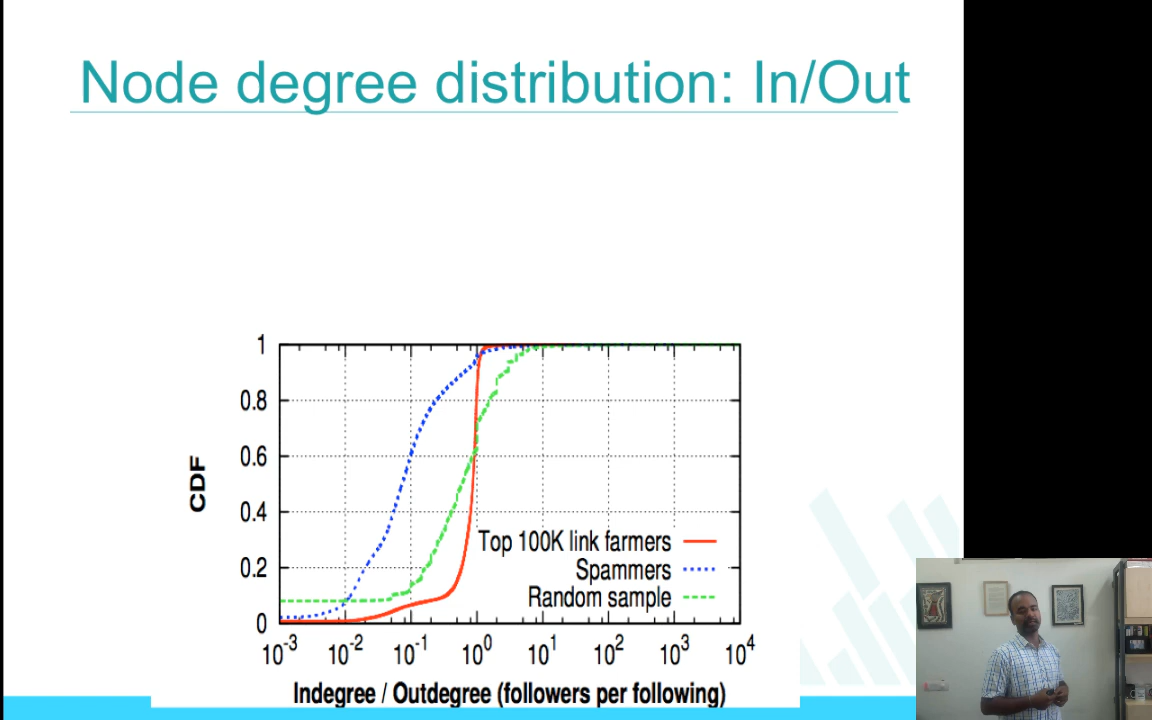 Node degree distribution: In/Out
1
0.8
0.6
0.4
0.2
0
CDF
Top 100K link farmers
Spammers
Random sample
10^-3 10^-2 10^-1 10^0 10^1 10^2 10^3 10^4
Indegree / Outdegree (followers per following)